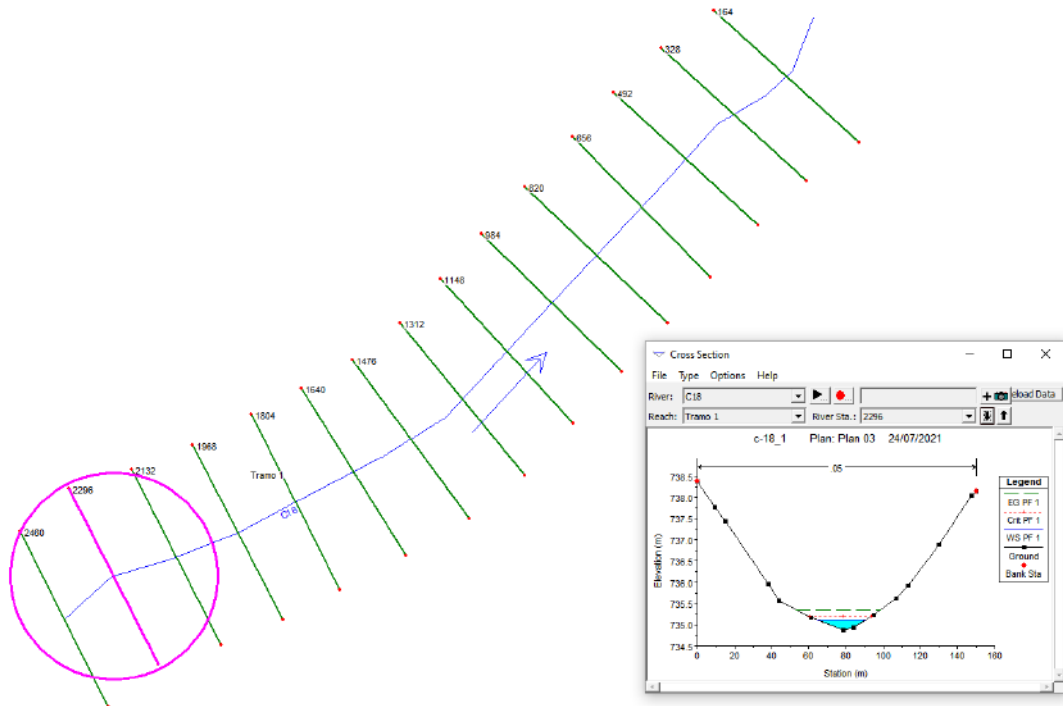 164
328
492
656
820
984
1148
1312
1476
1640
1804
1968
Tramo 1
2132
C18
2296
2460
Cross Section
File Type Options Help
River: C18
Reload Data
Reach: Tramo 1 River Sta.: 2296
c-18_1 Plan: Plan 03 24/07/2021
.05
738.5
738.0
737.5
737.0
736.5
736.0
735.5
735.0
734.5
Elevation (m)
0 20 40 60 80 100 120 140 160
Station (m)
Legend
EG PF 1
Crit PF 1
WS PF 1
Ground
Bank Sta